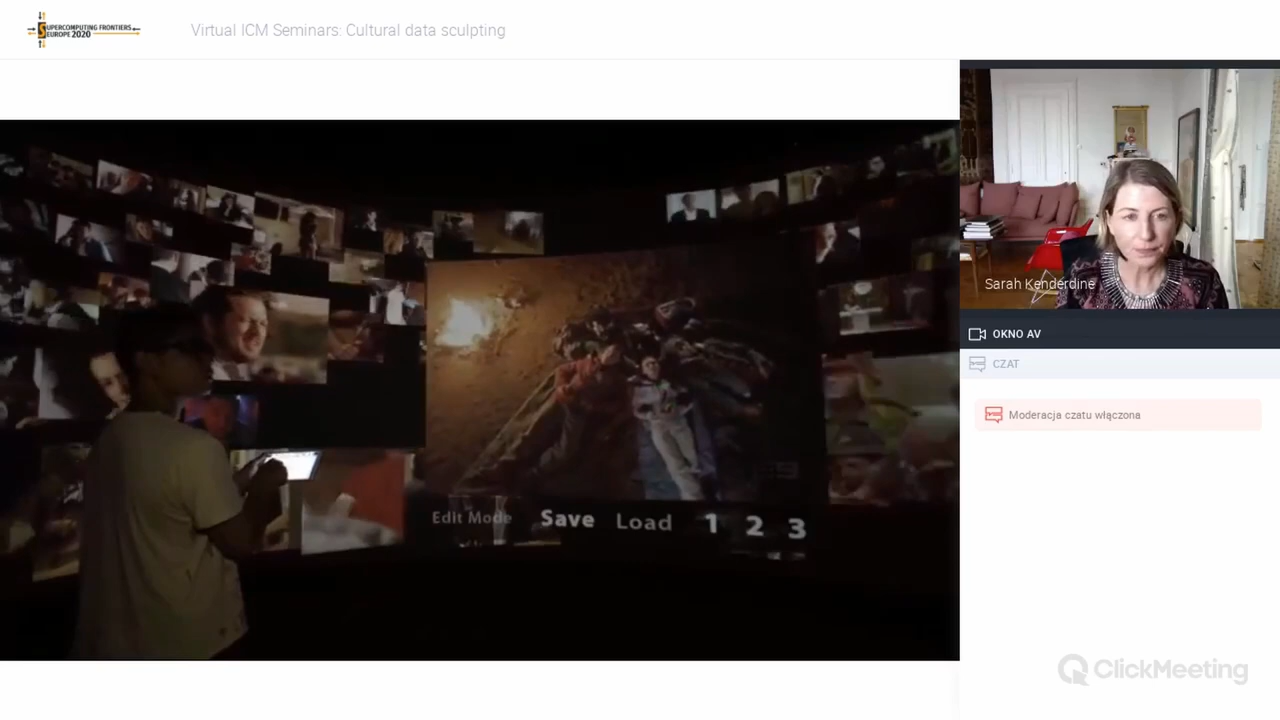 SUPERCOMPUTING FRONTIERS
EUROPE 2020
Virtual ICM Seminars: Cultural data sculpting
Edit Mode Save Load 1 2 3
Sarah Kenderdine
OKNO AV
CZAT
Moderacja czatu włączona
ClickMeeting